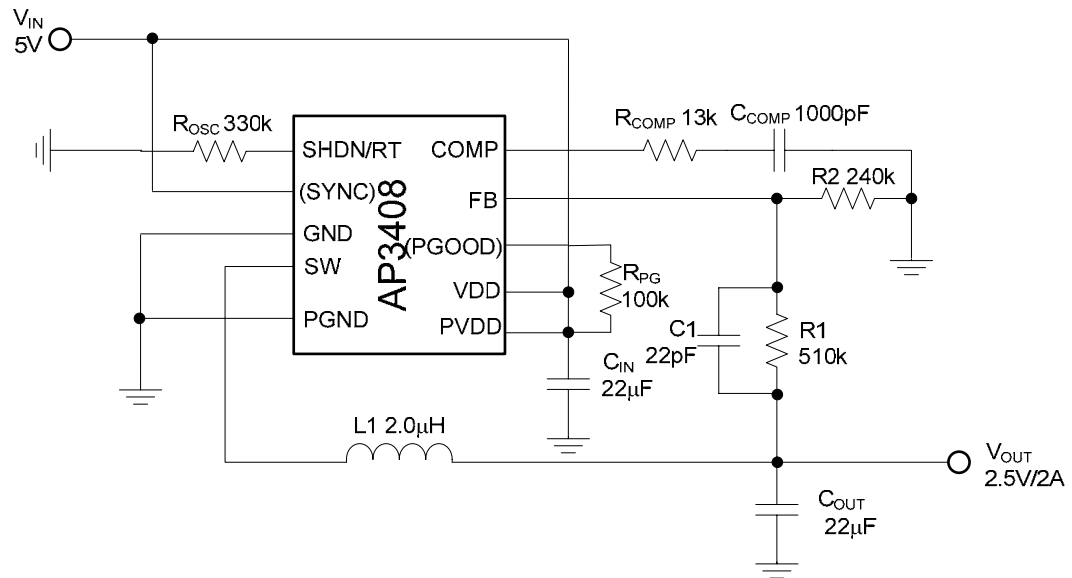 VIN
5V
ROSC 330k
RCOMP 13k
CCOMP 1000pF
SHDN/RT
COMP
R2 240k
(SYNC)
FB
GND
(PGOOD)
SW
AP3408
RPG
100k
VDD
PGND
PVDD
C1
22pF
R1
510k
CIN
22µF
L1 2.0µH
VOUT
2.5V/2A
COUT
22µF